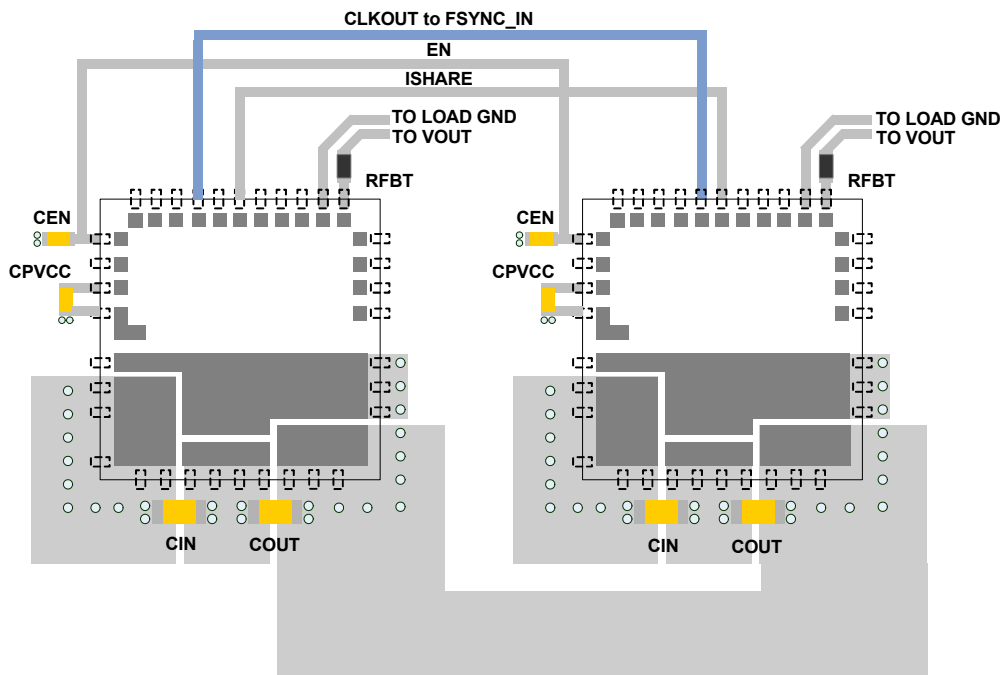 CLKOUT to FSYNC_IN
EN
ISHARE
TO LOAD GND
TO VOUT
TO LOAD GND
TO VOUT
RFBT
RFBT
CEN
CEN
CPVCC
CPVCC
CIN
COUT
CIN
COUT